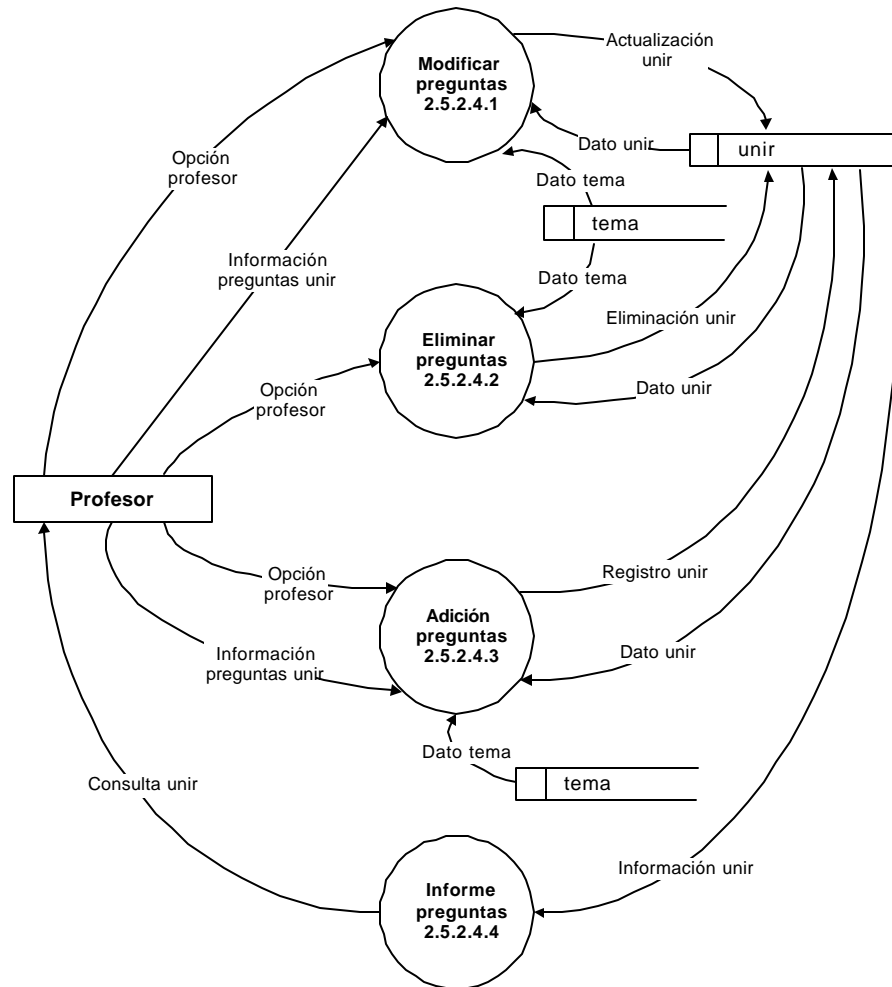 Modificar
preguntas
2.5.2.4.1
Actualización
unir
Dato unir
unir
Opción
profesor
Dato tema
tema
Información
preguntas unir
Dato tema
Eliminar
preguntas
2.5.2.4.2
Eliminación unir
Opción
profesor
Dato unir
Profesor
Opción
profesor
Registro unir
Adición
preguntas
2.5.2.4.3
Información
preguntas unir
Dato unir
Dato tema
tema
Consulta unir
Información unir
Informe
preguntas
2.5.2.4.4